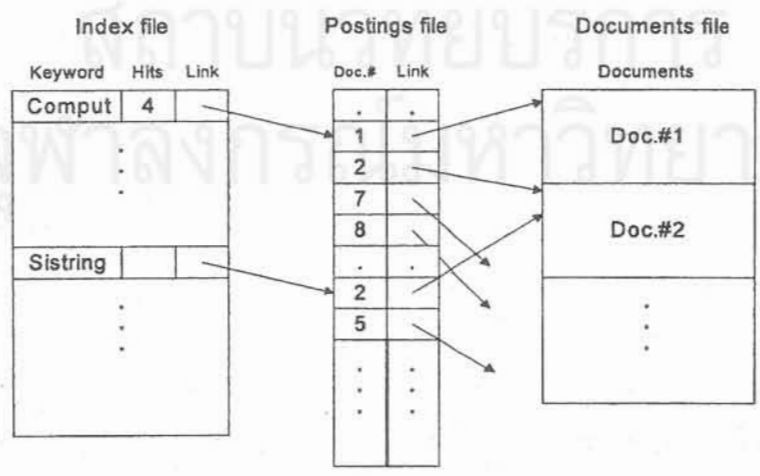 Index file
Postings file
Documents file
Keyword Hits Link
Doc.# Link
Documents
Comput 4
1
2
7
8
2
5
Sistring
Doc.#1
Doc.#2